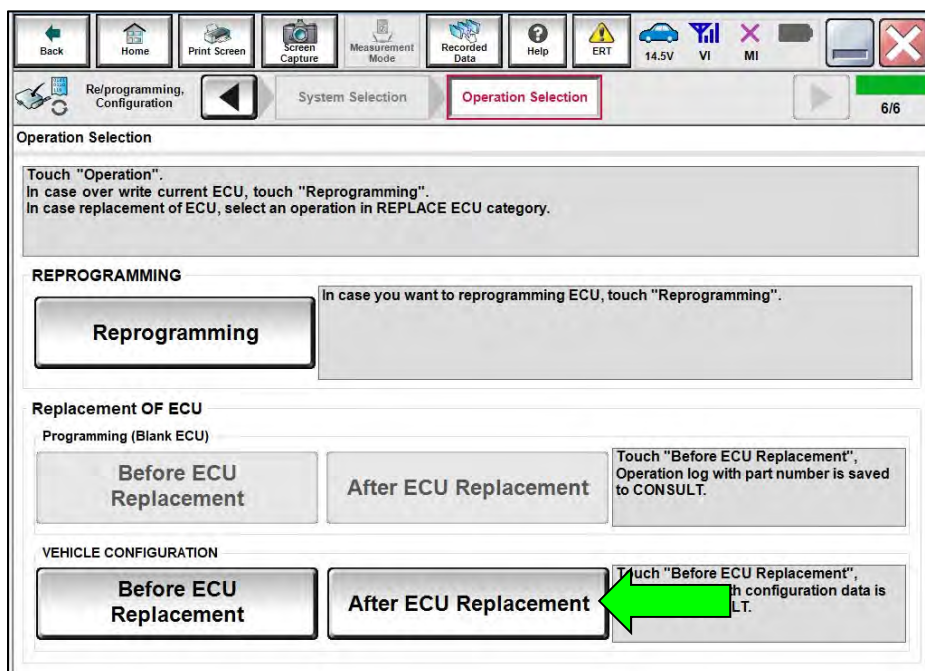 Back
Home
Print Screen
Screen
Capture
Measurement
Mode
Recorded
Data
Help
ERT
14.5V
VI
MI
Re/programming,
Configuration
System Selection
Operation Selection
6/6
Operation Selection
Touch "Operation".
In case over write current ECU, touch "Reprogramming".
In case replacement of ECU, select an operation in REPLACE ECU category.
REPROGRAMMING
Reprogramming
In case you want to reprogramming ECU, touch "Reprogramming".
Replacement OF ECU
Programming (Blank ECU)
Before ECU
Replacement
After ECU Replacement
Touch "Before ECU Replacement",
Operation log with part number is saved
to CONSULT.
VEHICLE CONFIGURATION
Before ECU
Replacement
After ECU Replacement
Touch "Before ECU Replacement",
configuration data is